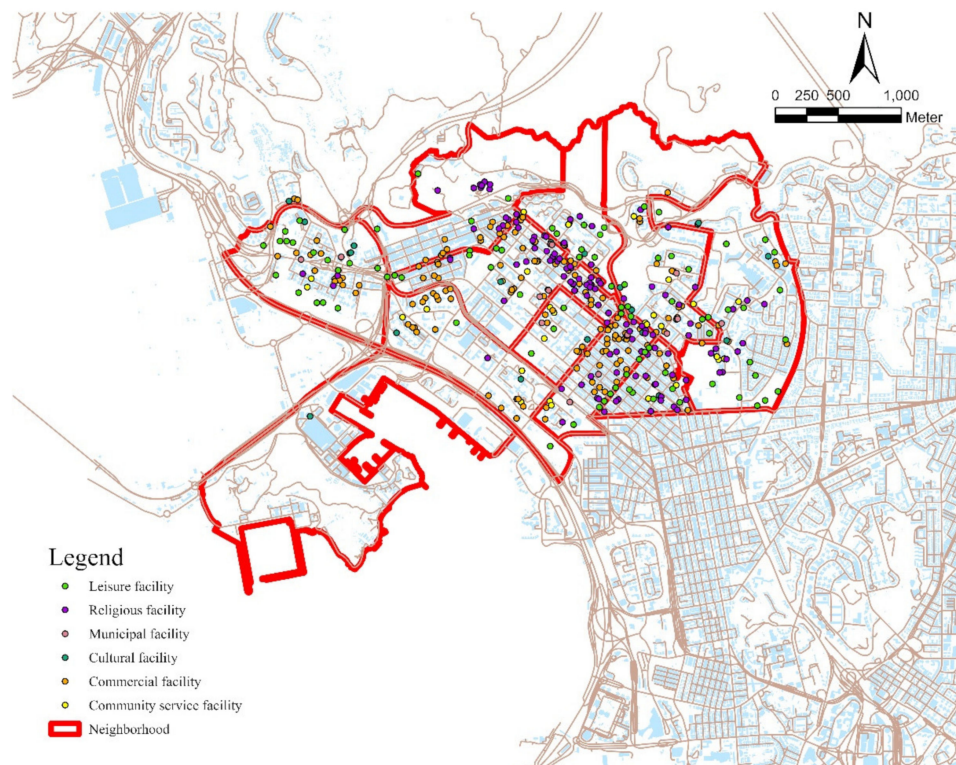 N
0 250 500 1,000
Meter
Legend
Leisure facility
Religious facility
Municipal facility
Cultural facility
Commercial facility
Community service facility
Neighborhood